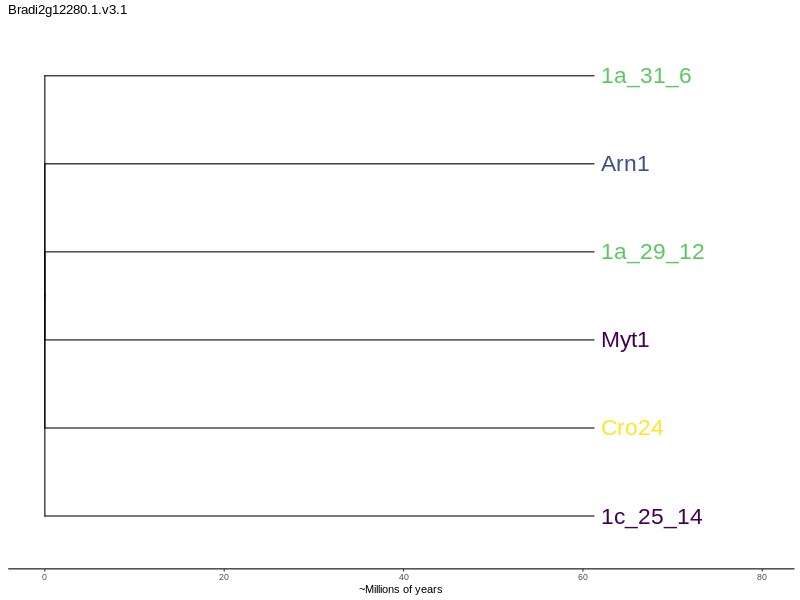 Bradi2g12280.1.v3.1
1a_31_6
Arn1
1a_29_12
Myt1
Cro24
1c_25_14
0 20 40 60 80
~Millions of years